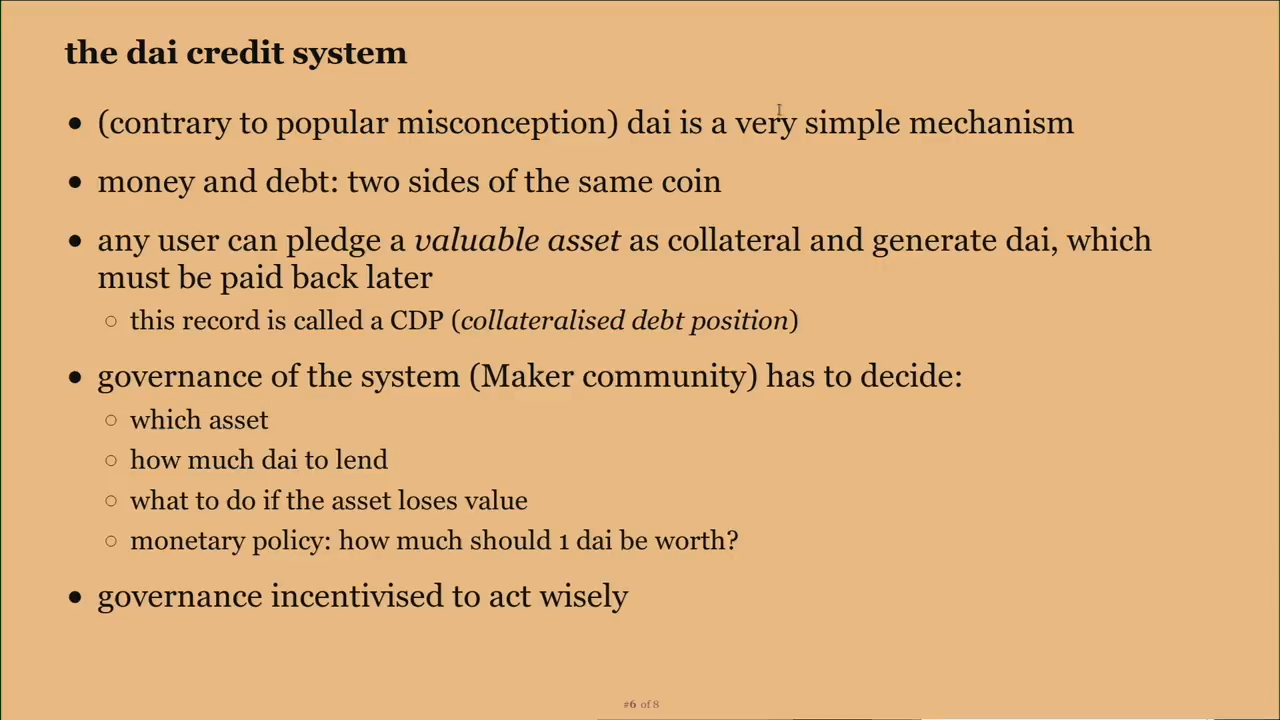 the dai credit system
• (contrary to popular misconception) dai is a very simple mechanism
• money and debt: two sides of the same coin
• any user can pledge a valuable asset as collateral and generate dai, which
must be paid back later
○ this record is called a CDP (collateralised debt position)
• governance of the system (Maker community) has to decide:
○ which asset
○ how much dai to lend
○ what to do if the asset loses value
○ monetary policy: how much should 1 dai be worth?
• governance incentivised to act wisely
#6 of 8